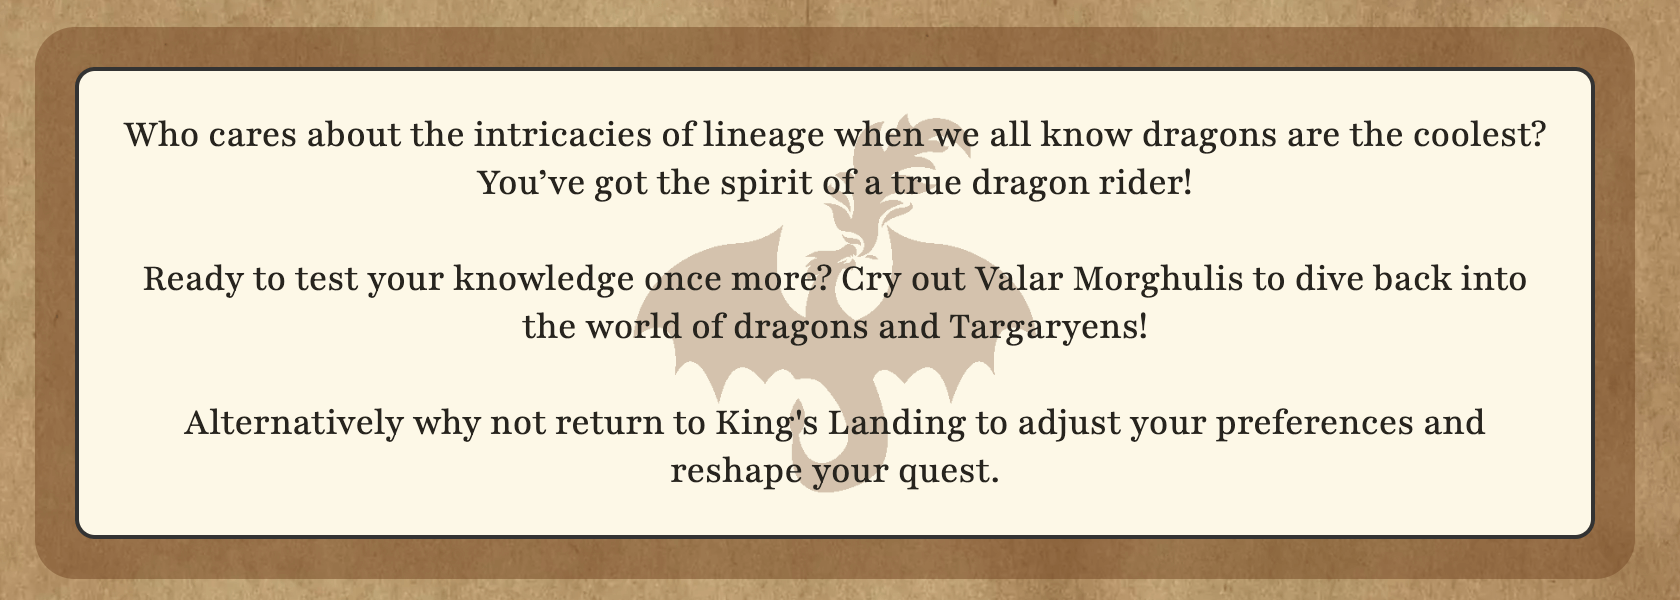 Who cares about the intricacies of lineage when we all know dragons are the coolest?
You’ve got the spirit of a true dragon rider!
Ready to test your knowledge once more? Cry out Valar Morghulis to dive back into
the world of dragons and Targaryens!
Alternatively why not return to King's Landing to adjust your preferences and
reshape your quest.